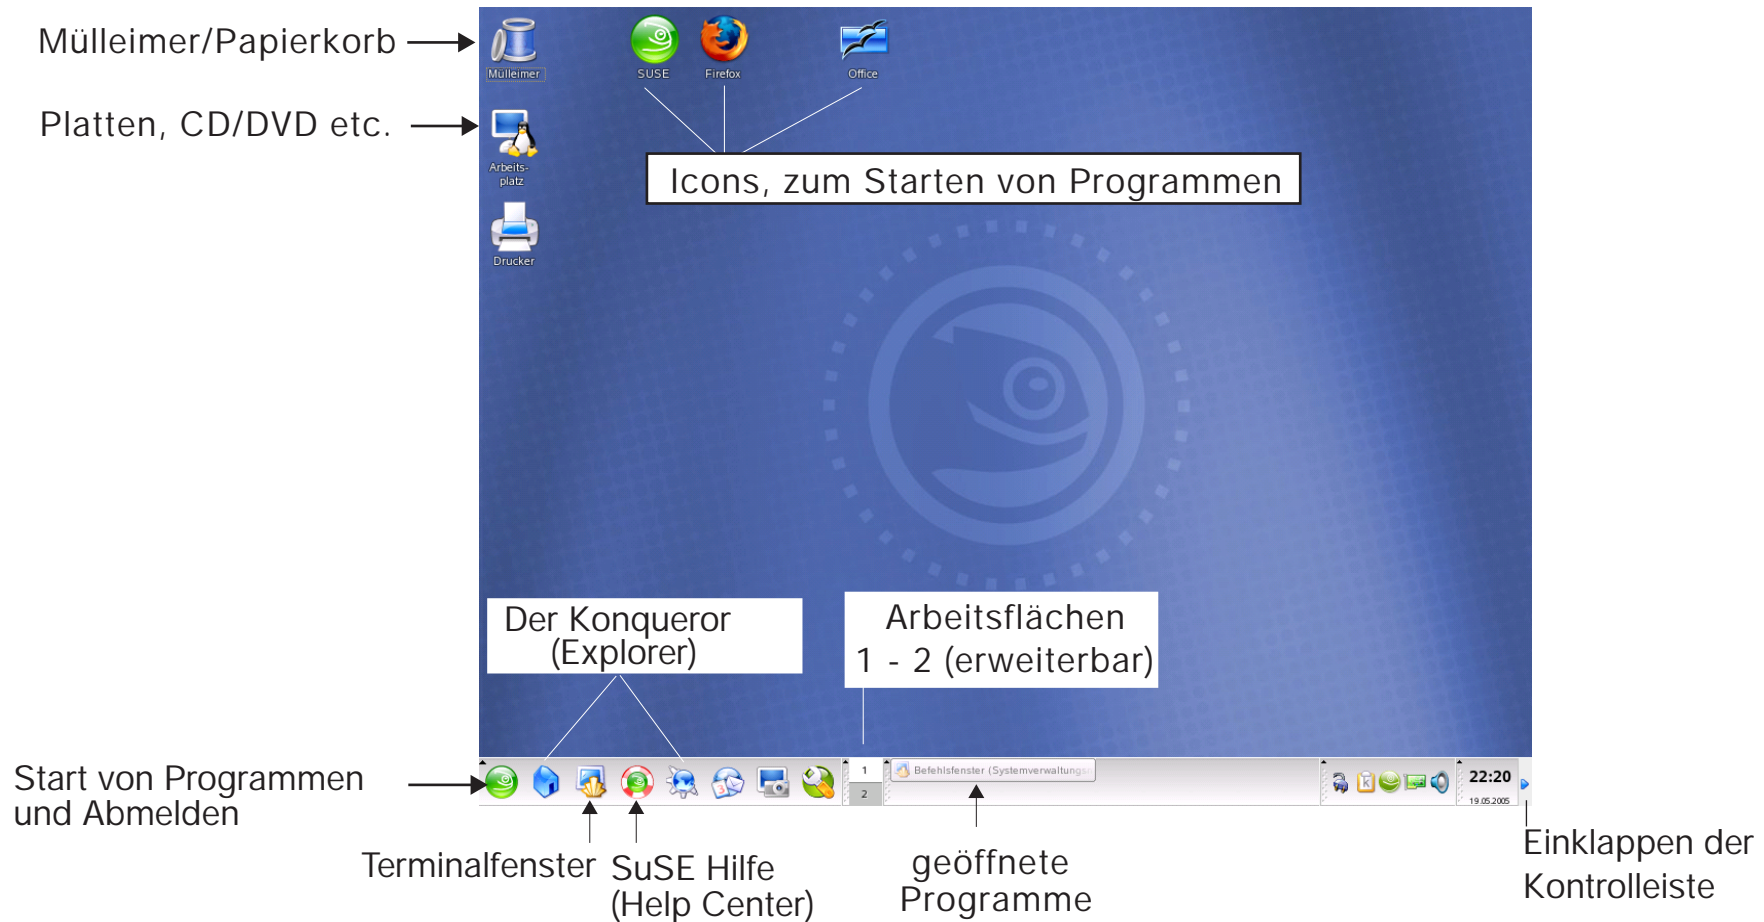 Mülleimer/Papierkorb
Mülleimer
SUSE
Firefox
Office
Platten, CD/DVD etc.
Arbeits-
platz
Icons, zum Starten von Programmen
Drucker
Der Konqueror
(Explorer)
Arbeitsflächen
1 - 2 (erweiterbar)
Start von Programmen
und Abmelden
3
1
2
Befehlsfenster (Systemverwaltungs
K
22:20
19.05.2005
Terminalfenster
SuSE Hilfe
(Help Center)
geöffnete
Programme
Einklappen der
Kontrolleiste